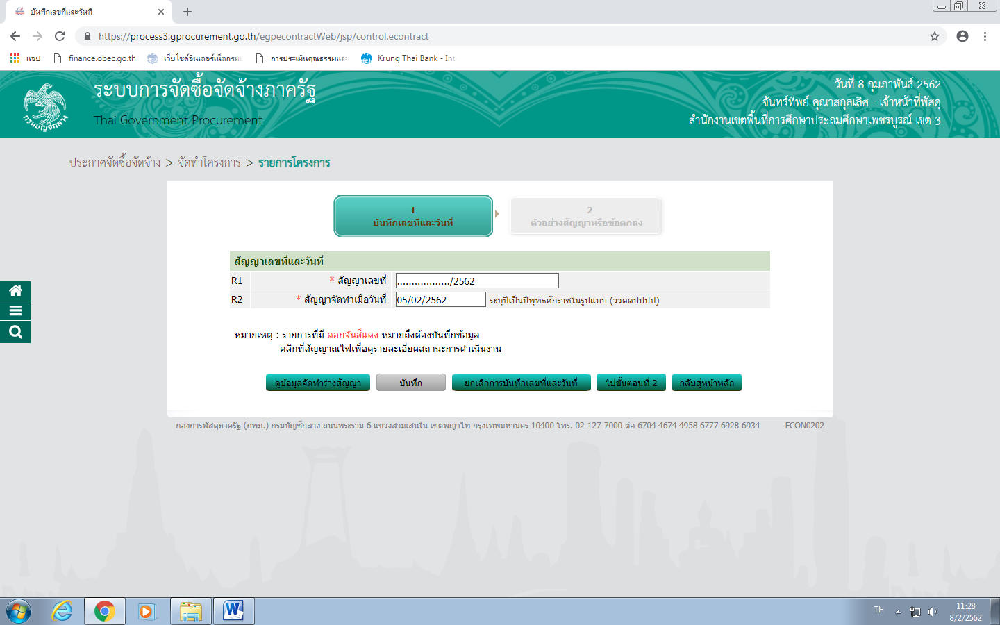 บันทึกเลขที่และวันที่
https://process3.gprocurement.go.th/egpecontractWeb/jsp/control.econtract
แอป finance.obec.go.th เว็บไซต์อินเตอร์เน็ตกรม การประเมินคุณธรรมและ Krung Thai Bank - Int
ระบบการจัดซื้อจัดจ้างภาครัฐ
Thai Government Procurement
กรมบัญชีกลาง
วันที่ 8 กุมภาพันธ์ 2562
จันทร์ทิพย์ คุณาสกุลเลิศ - เจ้าหน้าที่พัสดุ
สำนักงานเขตพื้นที่การศึกษาประถมศึกษาเพชรบูรณ์ เขต 3
ประกาศจัดซื้อจัดจ้าง > จัดทำโครงการ > รายการโครงการ
1
บันทึกเลขที่และวันที่
2
ตัวอย่างสัญญาหรือข้อตกลง
สัญญาเลขที่และวันที่
R1 * สัญญาเลขที่ ................../2562
R2 * สัญญาจัดทำเมื่อวันที่ 05/02/2562 ระบุปีเป็นปีพุทธศักราชในรูปแบบ (ววดดปปปป)
หมายเหตุ : รายการที่มี ดอกจันสีแดง หมายถึงต้องบันทึกข้อมูล
คลิกที่สัญญาณไฟเพื่อดูรายละเอียดสถานะการดำเนินงาน
ดูข้อมูลจัดทำร่างสัญญา บันทึก ยกเลิกการบันทึกเลขที่และวันที่ ไปขั้นตอนที่ 2 กลับสู่หน้าหลัก
กองการพัสดุภาครัฐ (กพภ.) กรมบัญชีกลาง ถนนพระราม 6 แขวงสามเสนใน เขตพญาไท กรุงเทพมหานคร 10400 โทร. 02-127-7000 ต่อ 6704 4674 4958 6777 6928 6934 FCON0202
TH
11:28
8/2/2562